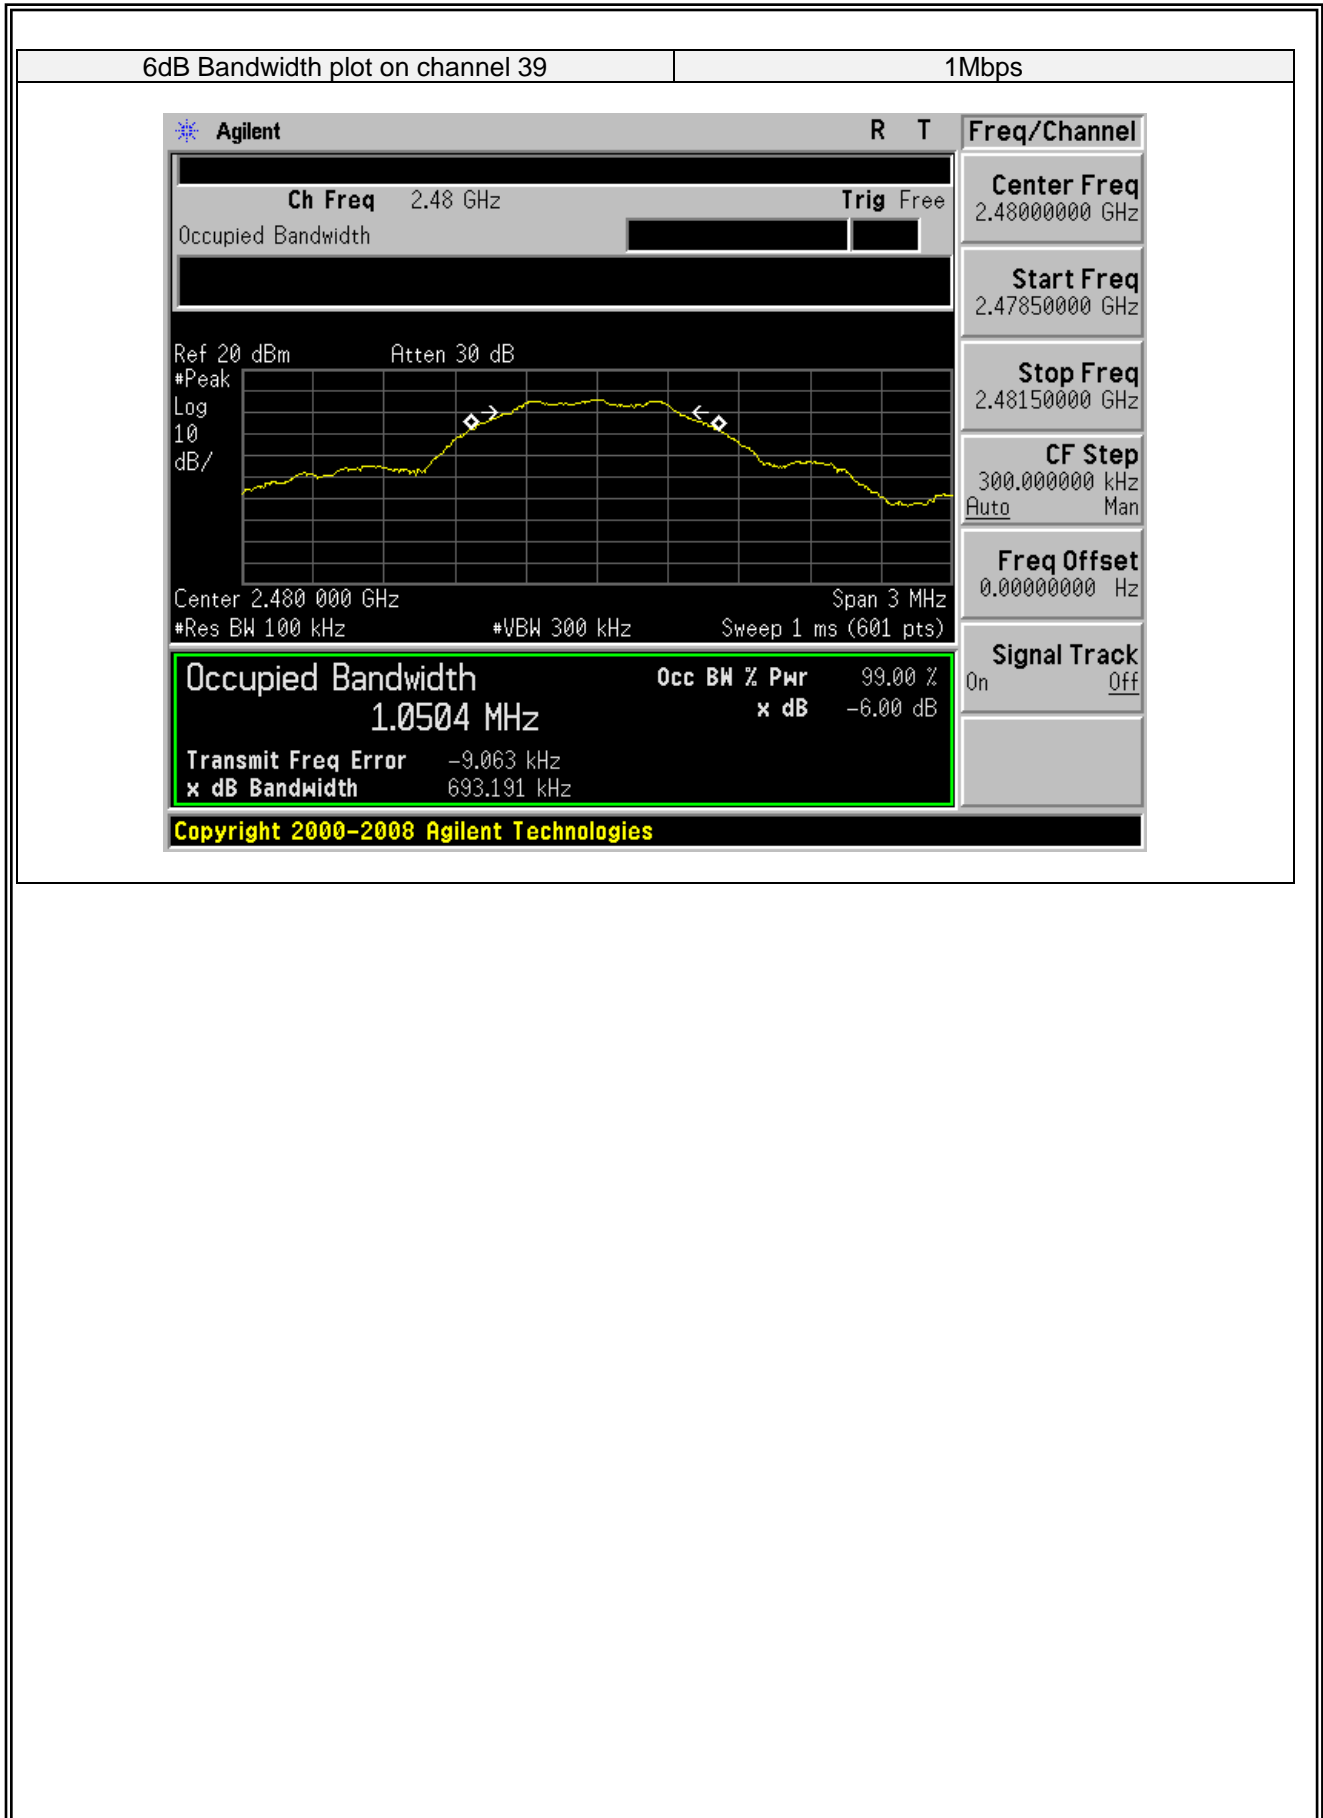 6dB Bandwidth plot on channel 39 1Mbps
Agilent R T Freq/Channel
Ch Freq 2.48 GHz Trig Free
Occupied Bandwidth
Center Freq
2.48000000 GHz
Start Freq
2.47850000 GHz
Stop Freq
2.48150000 GHz
CF Step
300.000000 kHz
Auto Man
Freq Offset
0.00000000 Hz
Signal Track
On Off
Ref 20 dBm Atten 30 dB
#Peak
Log
10
dB/
Center 2.480 000 GHz Span 3 MHz
#Res BW 100 kHz #VBW 300 kHz Sweep 1 ms (601 pts)
Occupied Bandwidth Occ BW % Pwr 99.00 %
1.0504 MHz x dB -6.00 dB
Transmit Freq Error -9.063 kHz
x dB Bandwidth 693.191 kHz
Copyright 2000-2008 Agilent Technologies